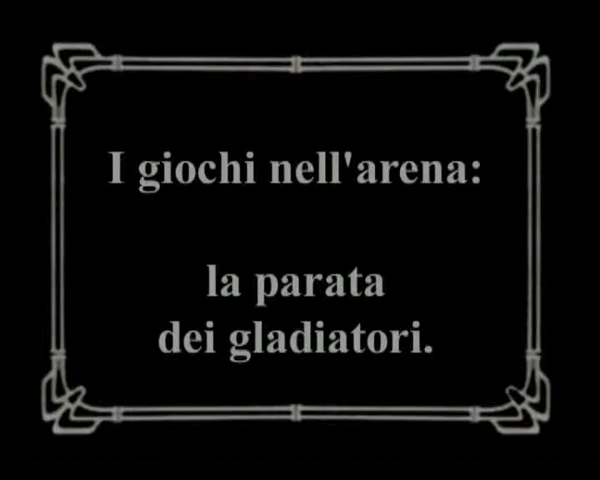 I giochi nell'arena:
la parata
dei gladiatori.